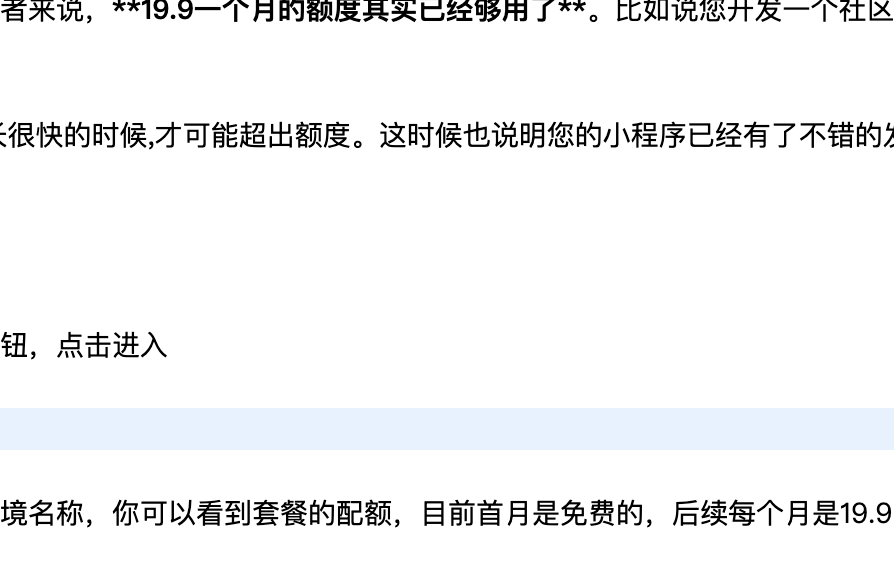 者来说，**19.9一个月的额度其实已经够用了**。比如说您开发一个社区
很快的时候,才可能超出额度。这时候也说明您的小程序已经有了不错的
钮，点击进入
境名称，你可以看到套餐的配额，目前首月是免费的，后续每个月是19.9